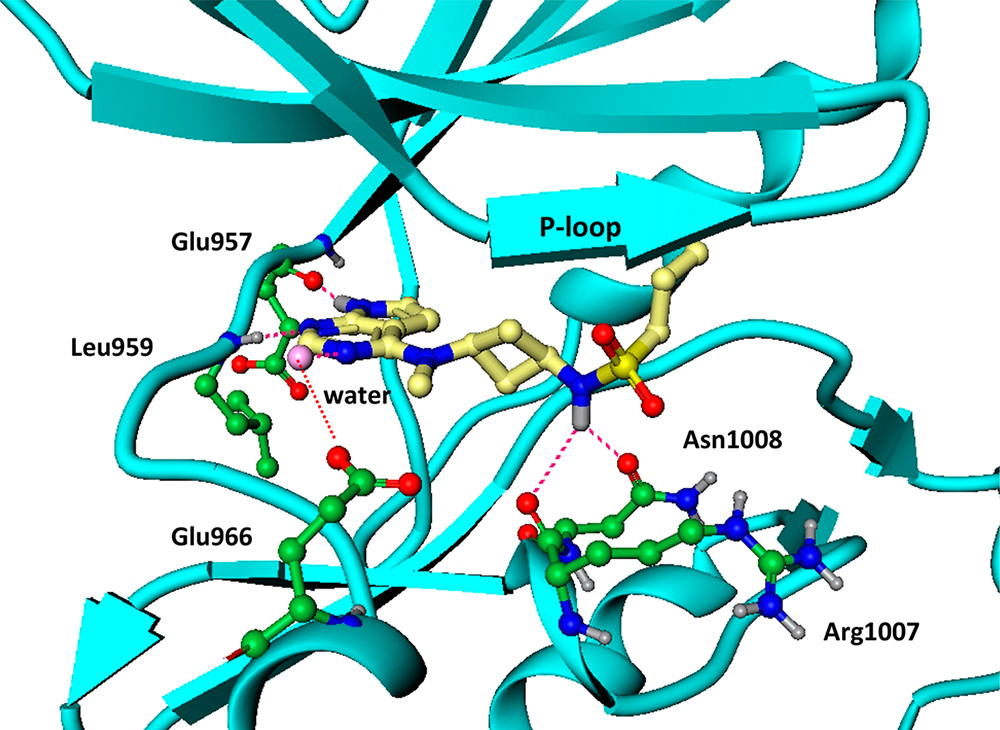 P-loop
Glu957
Leu959
water
Asn1008
Glu966
Arg1007